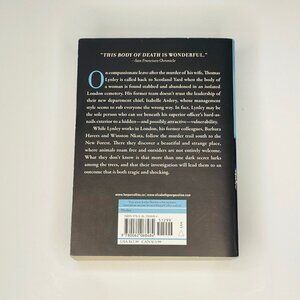 "THIS BODY OF DEATH IS WONDERFUL."
—San Francisco Chronicle
On compassionate leave after the murder of his wife, Thomas
Lynley is called back to Scotland Yard when the body of a
woman is found stabbed and abandoned in an isolated
London cemetery. His former team doesn't trust the leadership of
their new department chief, Isabelle Ardery, whose management
style seems to rub everyone the wrong way. In fact, Lynley may be
the sole person who can see beneath his superior officer's hard-as-
nails exterior to a hidden—and possibly attractive—vulnerability.
While Lynley works in London, his former colleagues, Barbara
Havers and Winston Nkata, follow the murder trail south to the
New Forest. There they discover a beautiful and strange place,
where animals roam free and outsiders are not entirely welcome.
What they don't know is that more than one dark secret lurks
among the trees, and that their investigation will lead them to an
outcome that is both tragic and shocking.